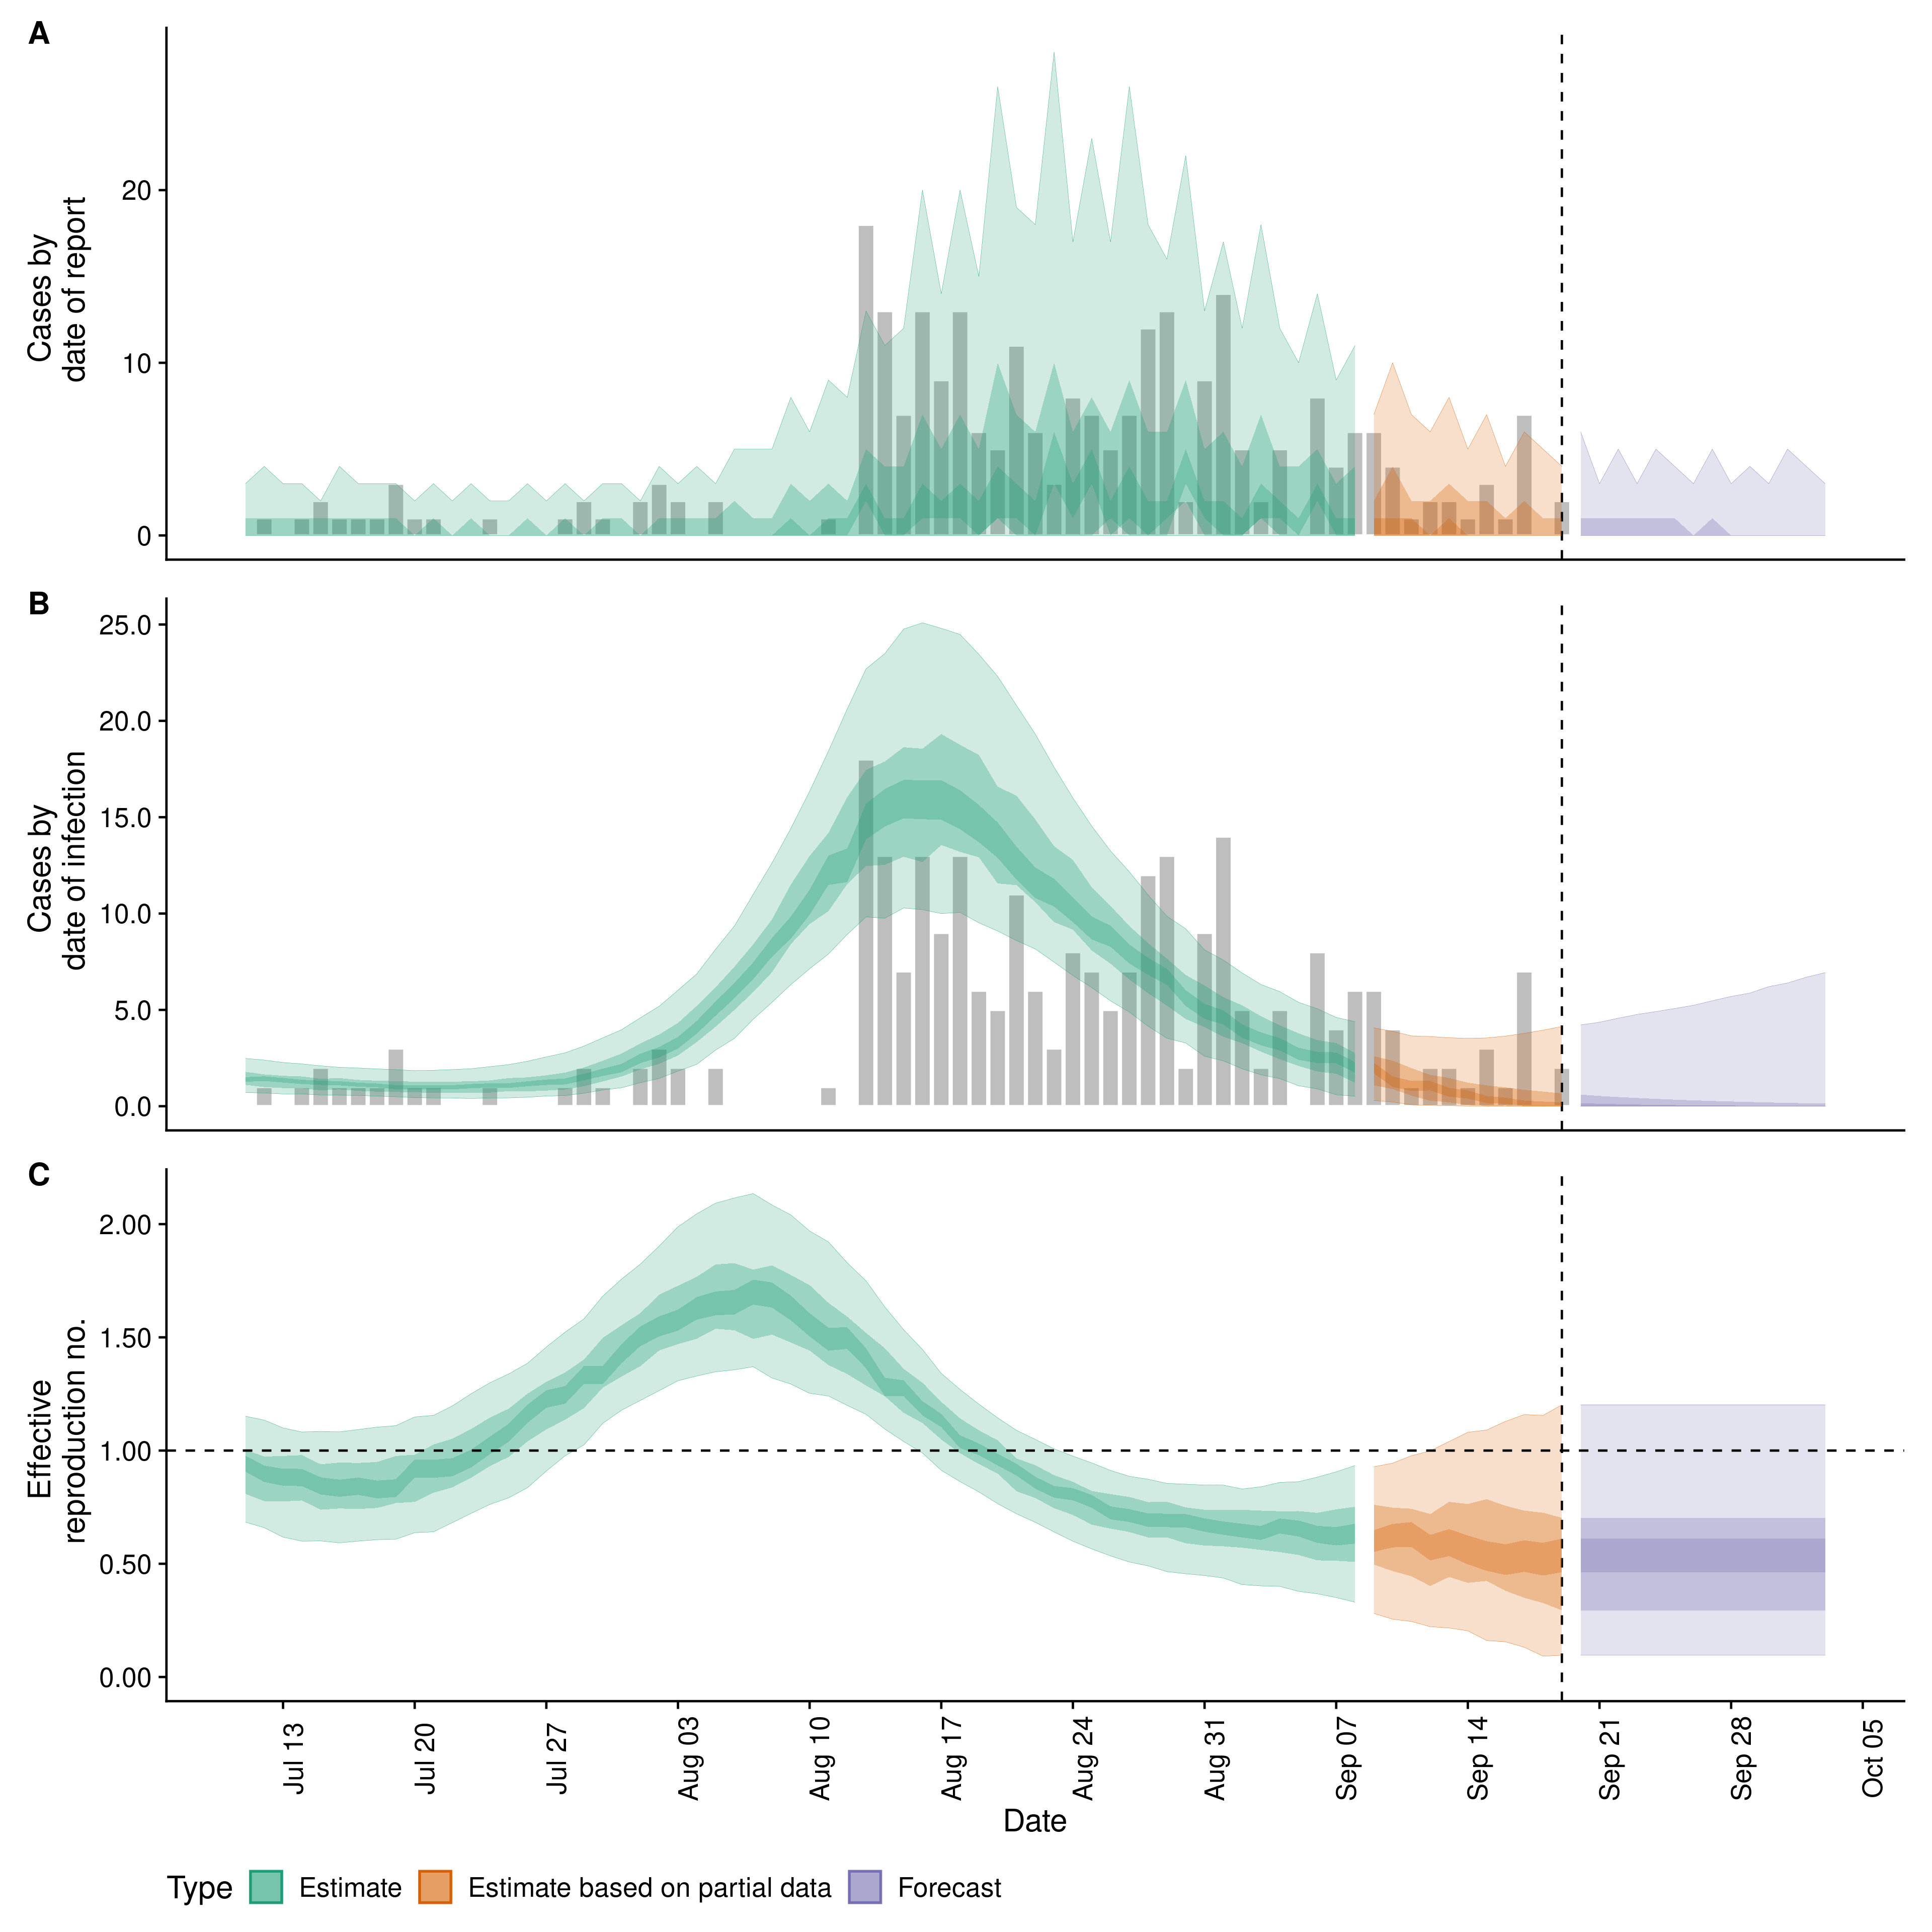 A
Cases by
date of report
20
10
0
B
Cases by
date of infection
25.0
20.0
15.0
10.0
5.0
0.0
C
Effective
reproduction no.
2.00
1.50
1.00
0.50
0.00
Jul 13
Jul 20
Jul 27
Aug 03
Aug 10
Aug 17
Aug 24
Aug 31
Sep 07
Sep 14
Sep 21
Sep 28
Oct 05
Date
Type Estimate Estimate based on partial data Forecast